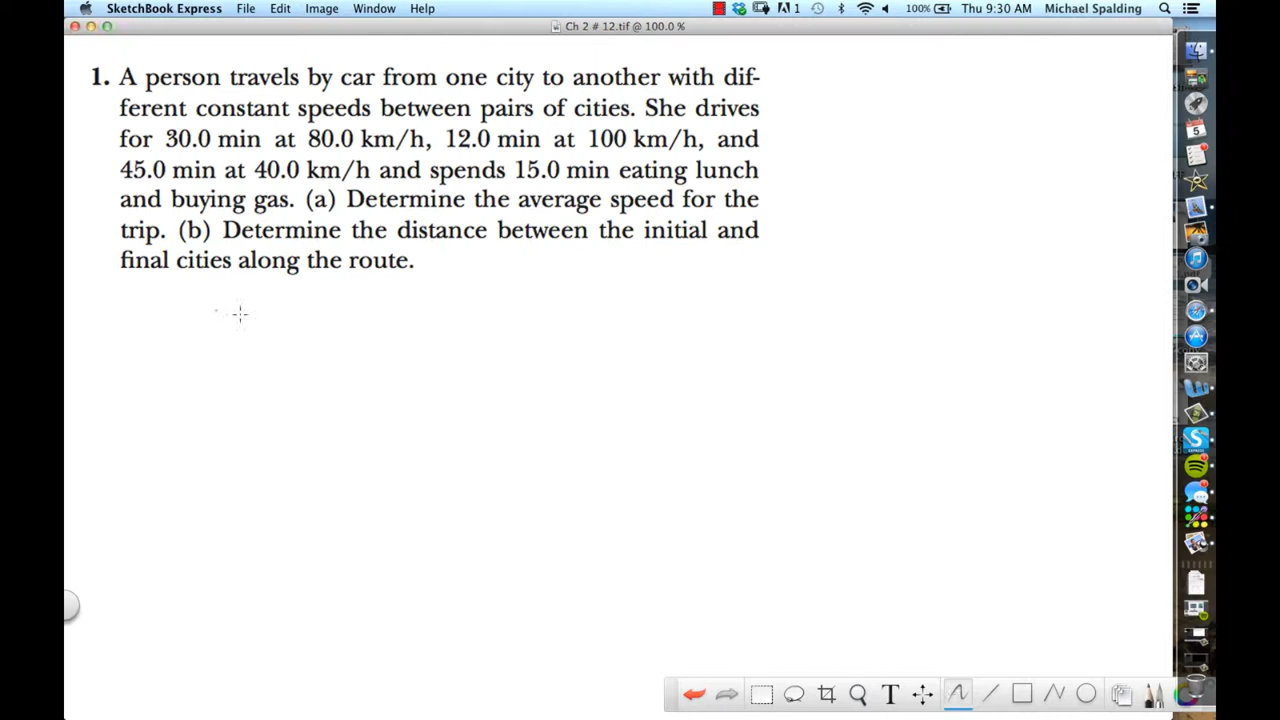 SketchBook Express File Edit Image Window Help 1 100% Thu 9:30 AM Michael Spalding
Ch 2 # 12.tif @ 100.0 %
1. A person travels by car from one city to another with dif-
ferent constant speeds between pairs of cities. She drives
for 30.0 min at 80.0 km/h, 12.0 min at 100 km/h, and
45.0 min at 40.0 km/h and spends 15.0 min eating lunch
and buying gas. (a) Determine the average speed for the
trip. (b) Determine the distance between the initial and
final cities along the route.
5
T